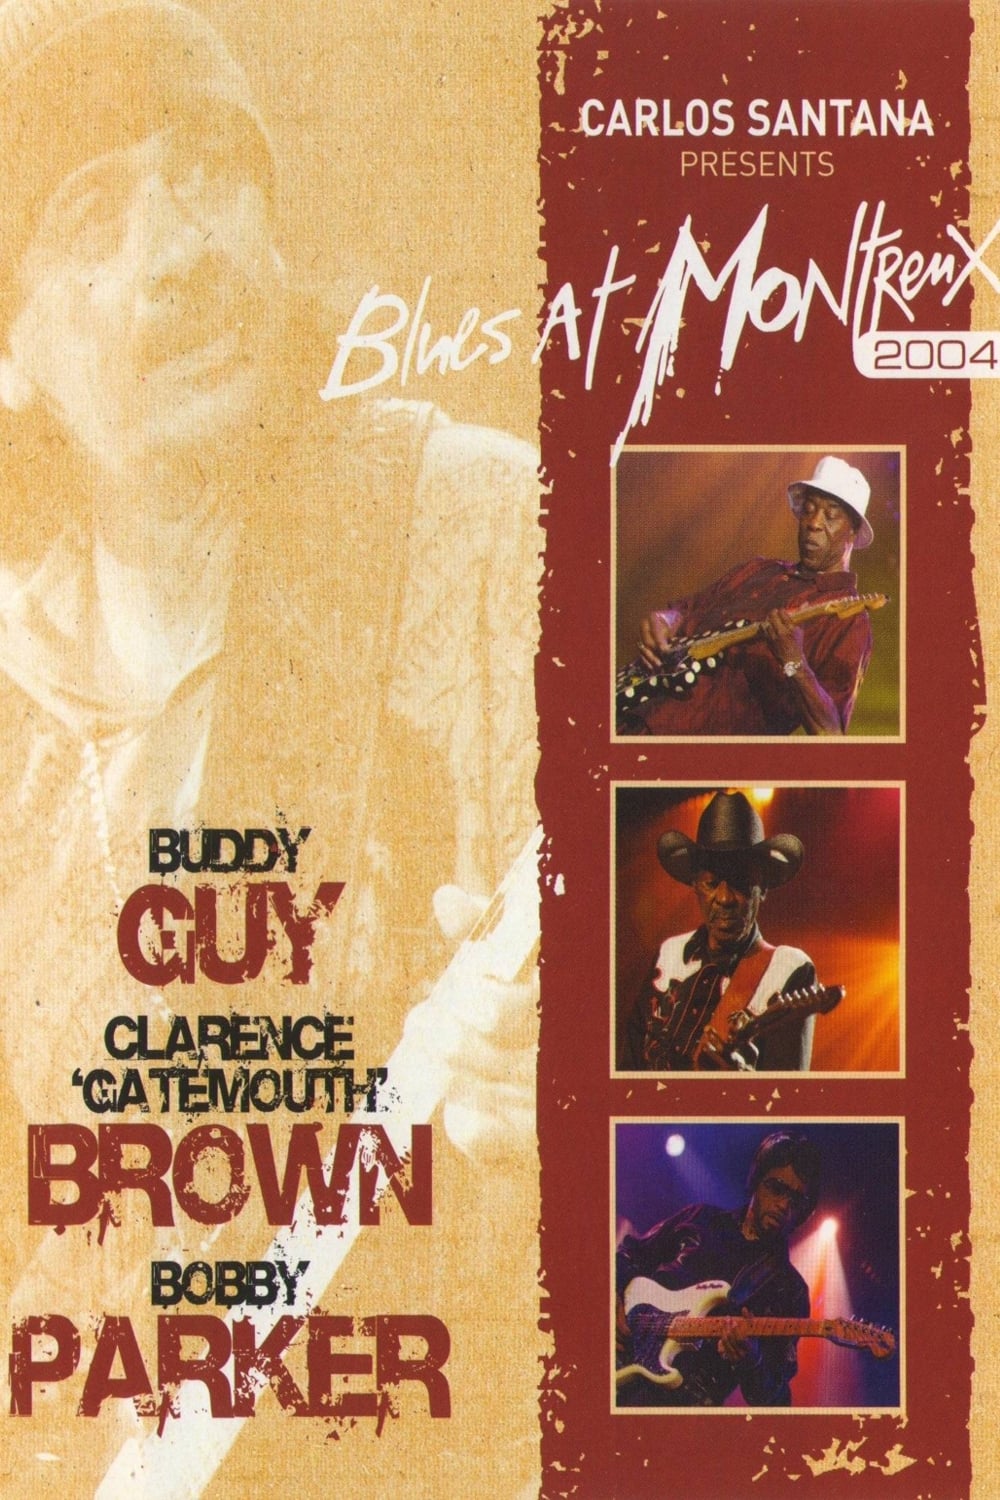 CARLOS SANTANA
PRESENTS
Blues At Montreux
2004
BUDDY
GUY
CLARENCE
'GATEMOUTH'
BROWN
BOBBY
PARKER